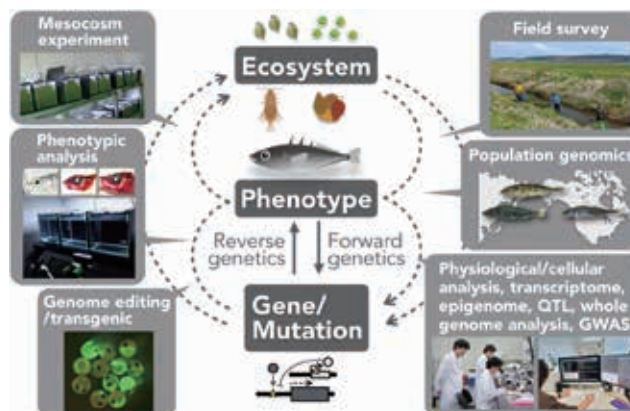 Mesocosm
experiment
Ecosystem
Field survey
Phenotypic
analysis
Population genomics
Phenotype
Reverse
genetics
Forward
genetics
Genome editing
/transgenic
Gene/
Mutation
Physiological/cellular
analysis, transcriptome,
epigenome, QTL, whole
genome analysis, GWAS